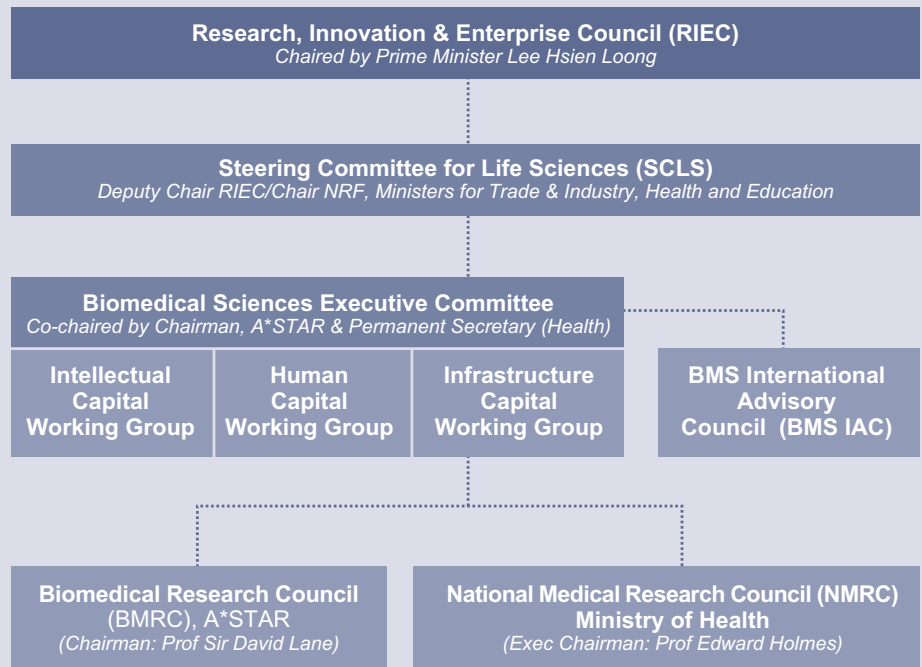 Research, Innovation & Enterprise Council (RIEC)
Chaired by Prime Minister Lee Hsien Loong
Steering Committee for Life Sciences (SCLS)
Deputy Chair RIEC/Chair NRF, Ministers for Trade & Industry, Health and Education
Biomedical Sciences Executive Committee
Co-chaired by Chairman, A*STAR & Permanent Secretary (Health)
Intellectual
Capital
Working Group
Human
Capital
Working Group
Infrastructure
Capital
Working Group
BMS International
Advisory
Council (BMS IAC)
Biomedical Research Council
(BMRC), A*STAR
(Chairman: Prof Sir David Lane)
National Medical Research Council (NMRC)
Ministry of Health
(Exec Chairman: Prof Edward Holmes)